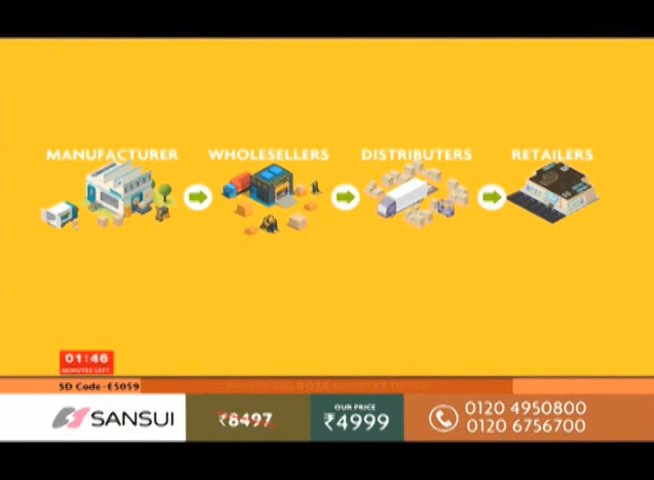 MANUFACTURER
WHOLESELLERS
DISTRIBUTERS
RETAILERS
01:46
MINUTES LEFT
SD Code -E5059
SANSUI
₹8497
OUR PRICE
₹4999
0120 4950800
0120 6756700